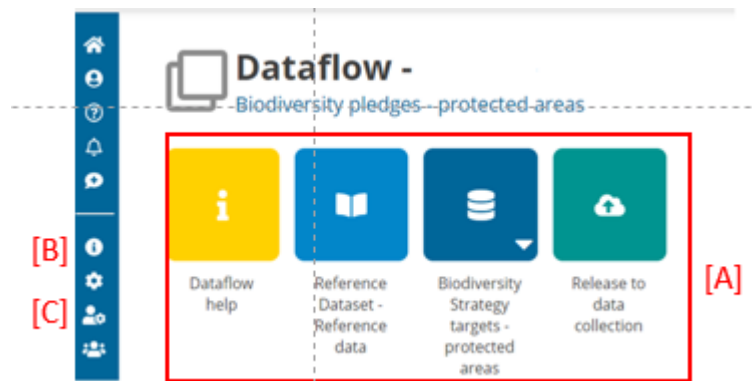 Dataflow -
Biodiversity pledges - protected areas
[B]
[C]
[A]
Dataflow
help
Reference
Dataset -
Reference
data
Biodiversity
Strategy
targets -
protected
areas
Release to
data
collection